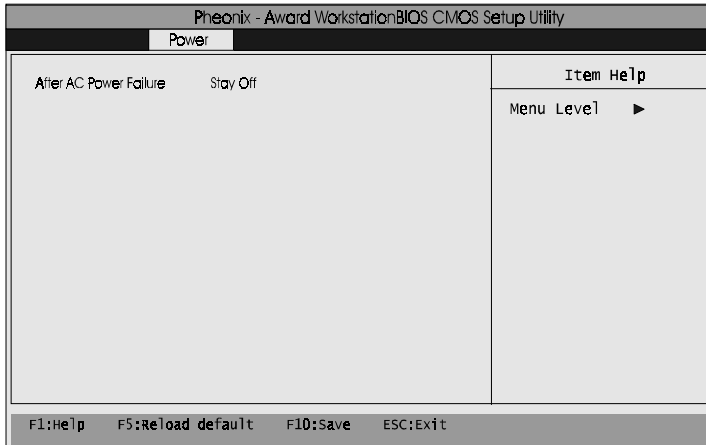 Pheonix - Award WorkstationBIOS CMOS Setup Utility
Power
After AC Power Failure Stay Off
Item Help
Menu Level ▶
F1:Help F5:Reload default F10:Save ESC:Exit